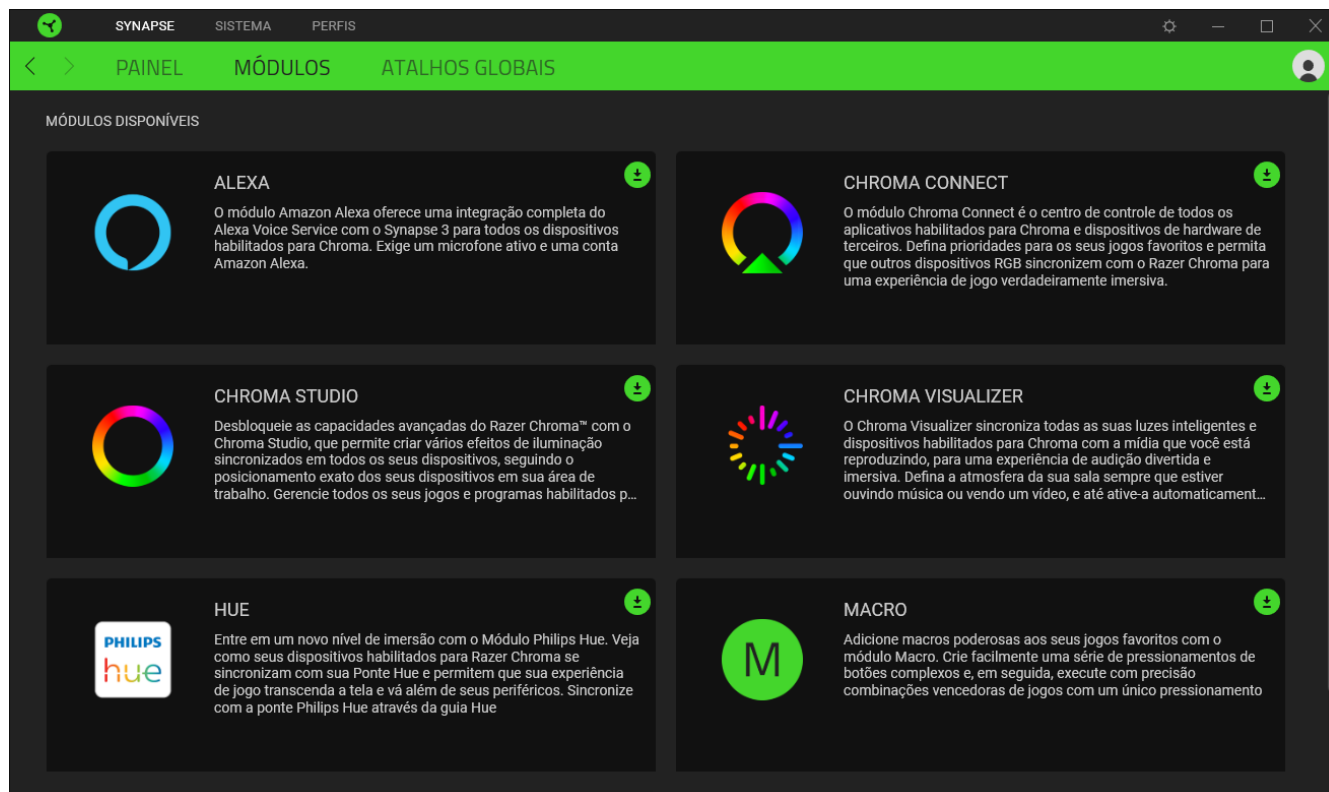 SYNAPSE SISTEMA PERFIS
PAINEL MÓDULOS ATALHOS GLOBAIS
MÓDULOS DISPONÍVEIS
ALEXA
O módulo Amazon Alexa oferece uma integração completa do
Alexa Voice Service com o Synapse 3 para todos os dispositivos
habilitados para Chroma. Exige um microfone ativo e uma conta
Amazon Alexa.
CHROMA CONNECT
O módulo Chroma Connect é o centro de controle de todos os
aplicativos habilitados para Chroma e dispositivos de hardware de
terceiros. Defina prioridades para os seus jogos favoritos e permita
que outros dispositivos RGB sincronizem com o Razer Chroma para
uma experiência de jogo verdadeiramente imersiva.
CHROMA STUDIO
Desbloqueie as capacidades avançadas do Razer Chroma™ com o
Chroma Studio, que permite criar vários efeitos de iluminação
sincronizados em todos os seus dispositivos, seguindo o
posicionamento exato dos seus dispositivos em sua área de
trabalho. Gerencie todos os seus jogos e programas habilitados p...
CHROMA VISUALIZER
O Chroma Visualizer sincroniza todas as suas luzes inteligentes e
dispositivos habilitados para Chroma com a mídia que você está
reproduzindo, para uma experiência de audição divertida e
imersiva. Defina a atmosfera da sua sala sempre que estiver
ouvindo música ou vendo um vídeo, e até ative-a automaticament...
PHILIPS
hue
HUE
Entre em um novo nível de imersão com o Módulo Philips Hue. Veja
como seus dispositivos habilitados para Razer Chroma se
sincronizam com sua Ponte Hue e permitem que sua experiência
de jogo transcenda a tela e vá além de seus periféricos. Sincronize
com a ponte Philips Hue através da guia Hue
M
MACRO
Adicione macros poderosas aos seus jogos favoritos com o
módulo Macro. Crie facilmente uma série de pressionamentos de
botões complexos e, em seguida, execute com precisão
combinações vencedoras de jogos com um único pressionamento